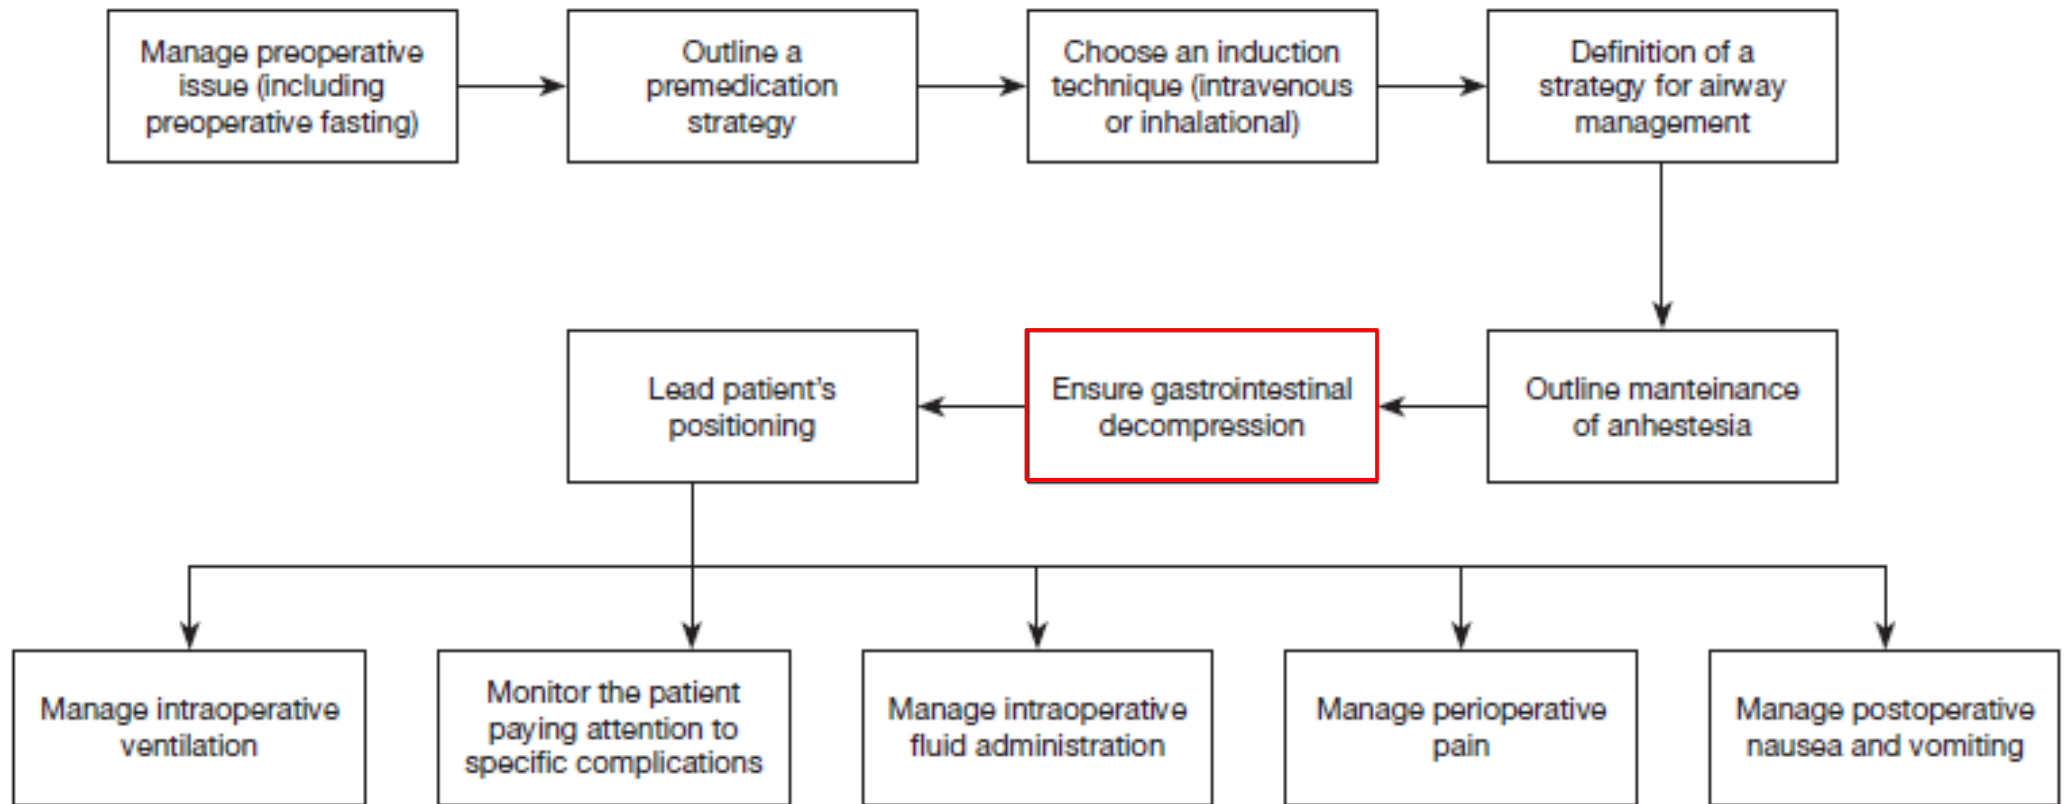 Manage preoperative
issue (including
preoperative fasting)
Outline a
premedication
strategy
Choose an induction
technique (intravenous
or inhalational)
Definition of a
strategy for airway
management
Outline manteinance
of anhestesia
Ensure gastrointestinal
decompression
Lead patient's
positioning
Manage intraoperative
ventilation
Monitor the patient
paying attention to
specific complications
Manage intraoperative
fluid administration
Manage perioperative
pain
Manage postoperative
nausea and vomiting